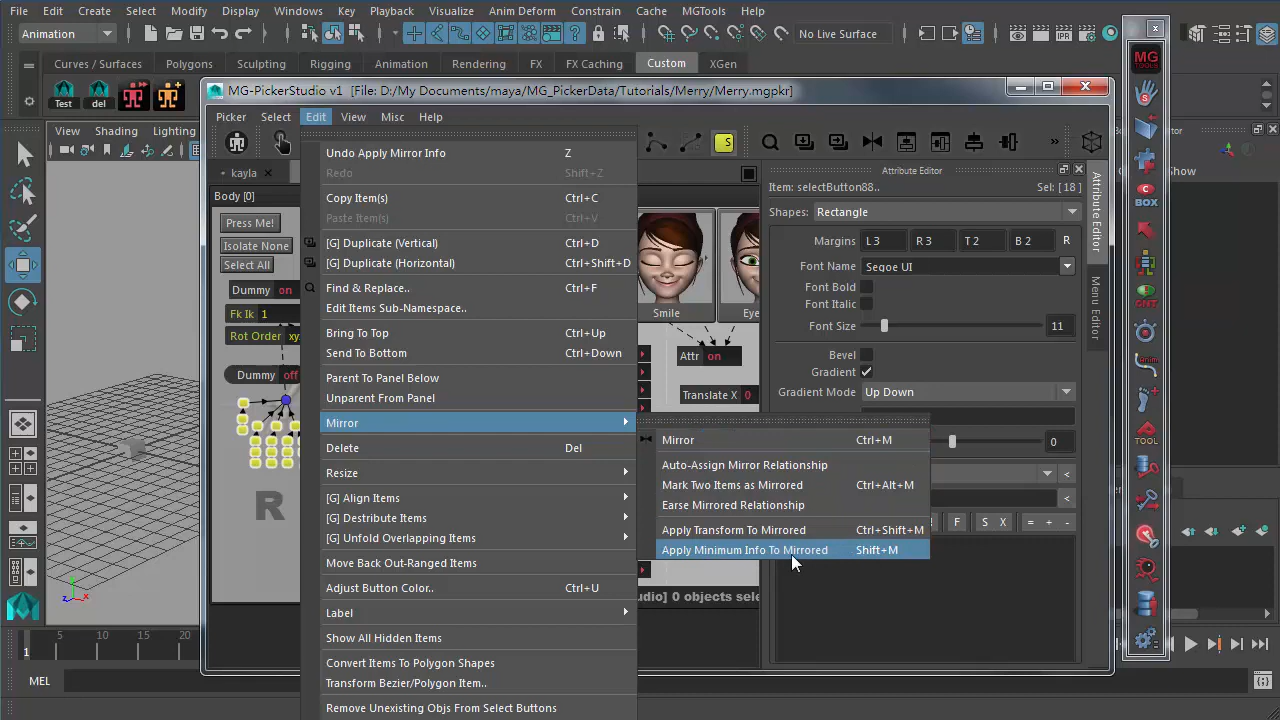 File Edit Create Select Modify Display Windows Key Playback Visualize Anim Deform Constrain Cache MGTools Help
Animation No Live Surface
Curves / Surfaces Polygons Sculpting Rigging Animation Rendering FX FX Caching Custom XGen
Test del
MG-PickerStudio v1 [File: D:/My Documents/maya/MG_PickerData/Tutorials/Merry/Merry.mgpkr]
View Shading Lighting
Picker Select Edit View Misc Help
S
kayla
Body [0]
Press Me!
Isolate None
Select All
Dummy on
Fk Ik 1
Rot Order
Dummy off
R
Undo Apply Mirror Info Z
Redo Shift+Z
Copy Item(s) Ctrl+C
Paste Item(s) Ctrl+V
[G] Duplicate (Vertical) Ctrl+D
[G] Duplicate (Horizontal) Ctrl+Shift+D
Find & Replace.. Ctrl+F
Edit Items Sub-Namespace..
Bring To Top Ctrl+Up
Send To Bottom Ctrl+Down
Parent To Panel Below
Unparent From Panel
Mirror
Delete Del
Resize
[G] Align Items
[G] Destribute Items
[G] Unfold Overlapping Items
Move Back Out-Ranged Items
Adjust Button Color.. Ctrl+U
Label
Show All Hidden Items
Convert Items To Polygon Shapes
Transform Bezier/Polygon Item..
Remove Unexisting Objs From Select Buttons
Mirror Ctrl+M
Auto-Assign Mirror Relationship
Mark Two Items as Mirrored Ctrl+Alt+M
Ease Mirrored Relationship
Apply Transform To Mirrored Ctrl+Shift+M
Apply Minimum Info To Mirrored Shift+M
Smile
Attr on
Translate X 0
0 objects
Attribute Editor
Item: selectButton88.. Sel: [ 18 ]
Shapes: Rectangle
Margins L 3 R 3 T 2 B 2 R
Font Name Segoe UI
Font Bold
Font Italic
Font Size 11
Bevel
Gradient
Gradient Mode Up Down
0
<
<
F S X = + -
Attribute Editor
Menu Editor
MG TOOLS
C BOX
CNT
TOOL
Editor
Show
1 5 10 15 20
MEL